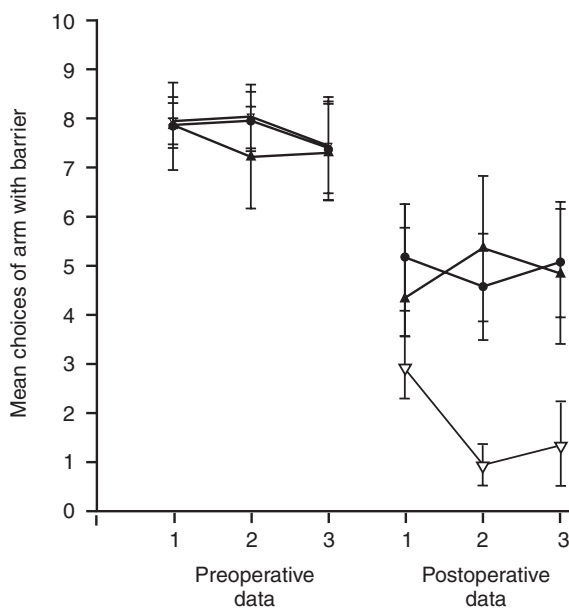 Mean choices of arm with barrier
10
9
8
7
6
5
4
3
2
1
0
1 2 3 1 2 3
Preoperative data
Postoperative data